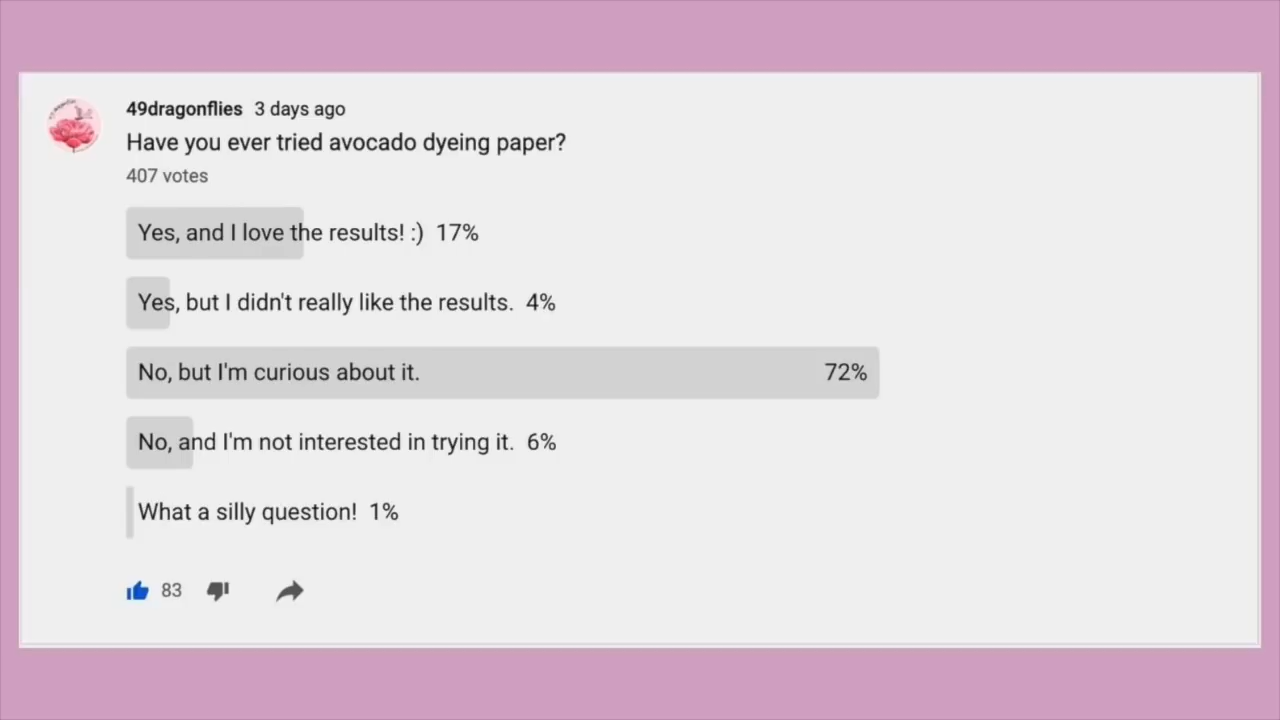 49dragonflies 3 days ago
Have you ever tried avocado dyeing paper?
407 votes
Yes, and I love the results! :) 17%
Yes, but I didn't really like the results. 4%
No, but I'm curious about it. 72%
No, and I'm not interested in trying it. 6%
What a silly question! 1%
83